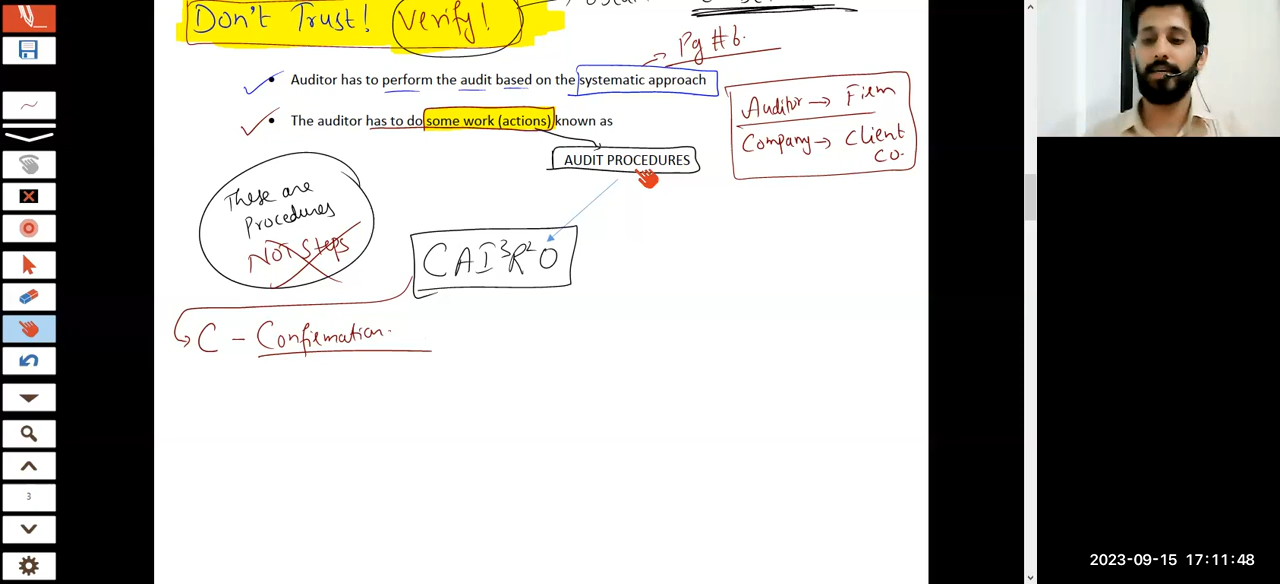 Don't Trust! Verify!
Pg #6.
• Auditor has to perform the audit based on the systematic approach
Auditor → Firm
• The auditor has to do some work (actions) known as
Company → Client
Co.
AUDIT PROCEDURES
These are
Procedures
NOT Steps
CAI³R²O
C - Confirmation.
3
2023-09-15 17:11:48